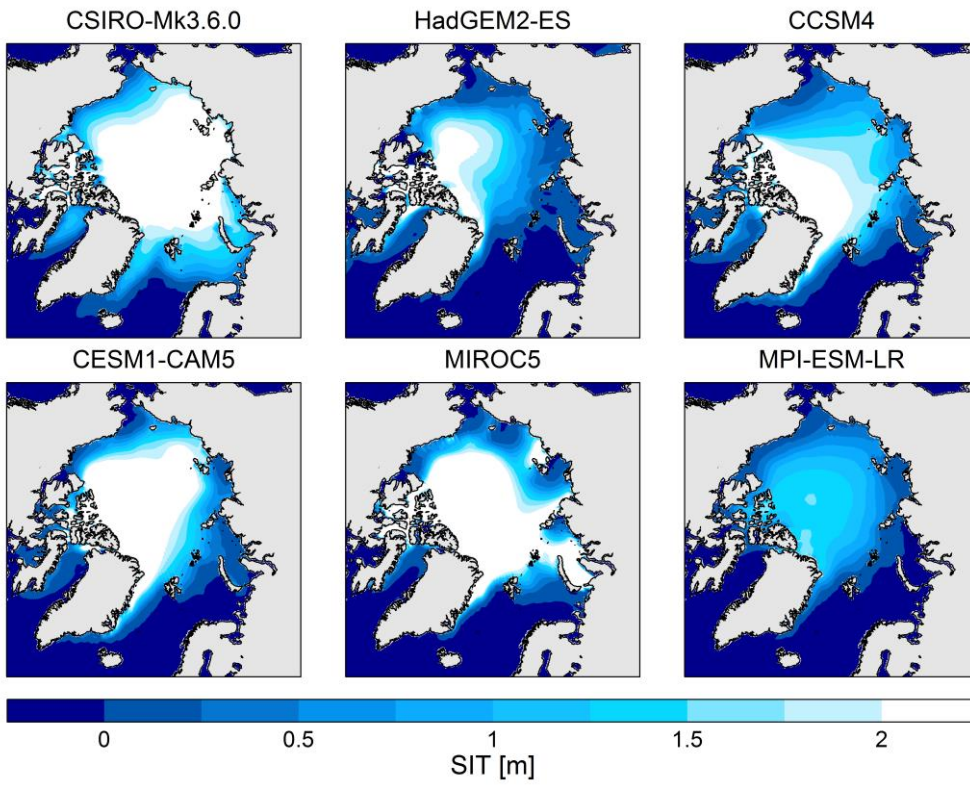 CSIRO-Mk3.6.0 HadGEM2-ES CCSM4
CESM1-CAM5 MIROC5 MPI-ESM-LR
0 0.5 1 1.5 2
SIT [m]